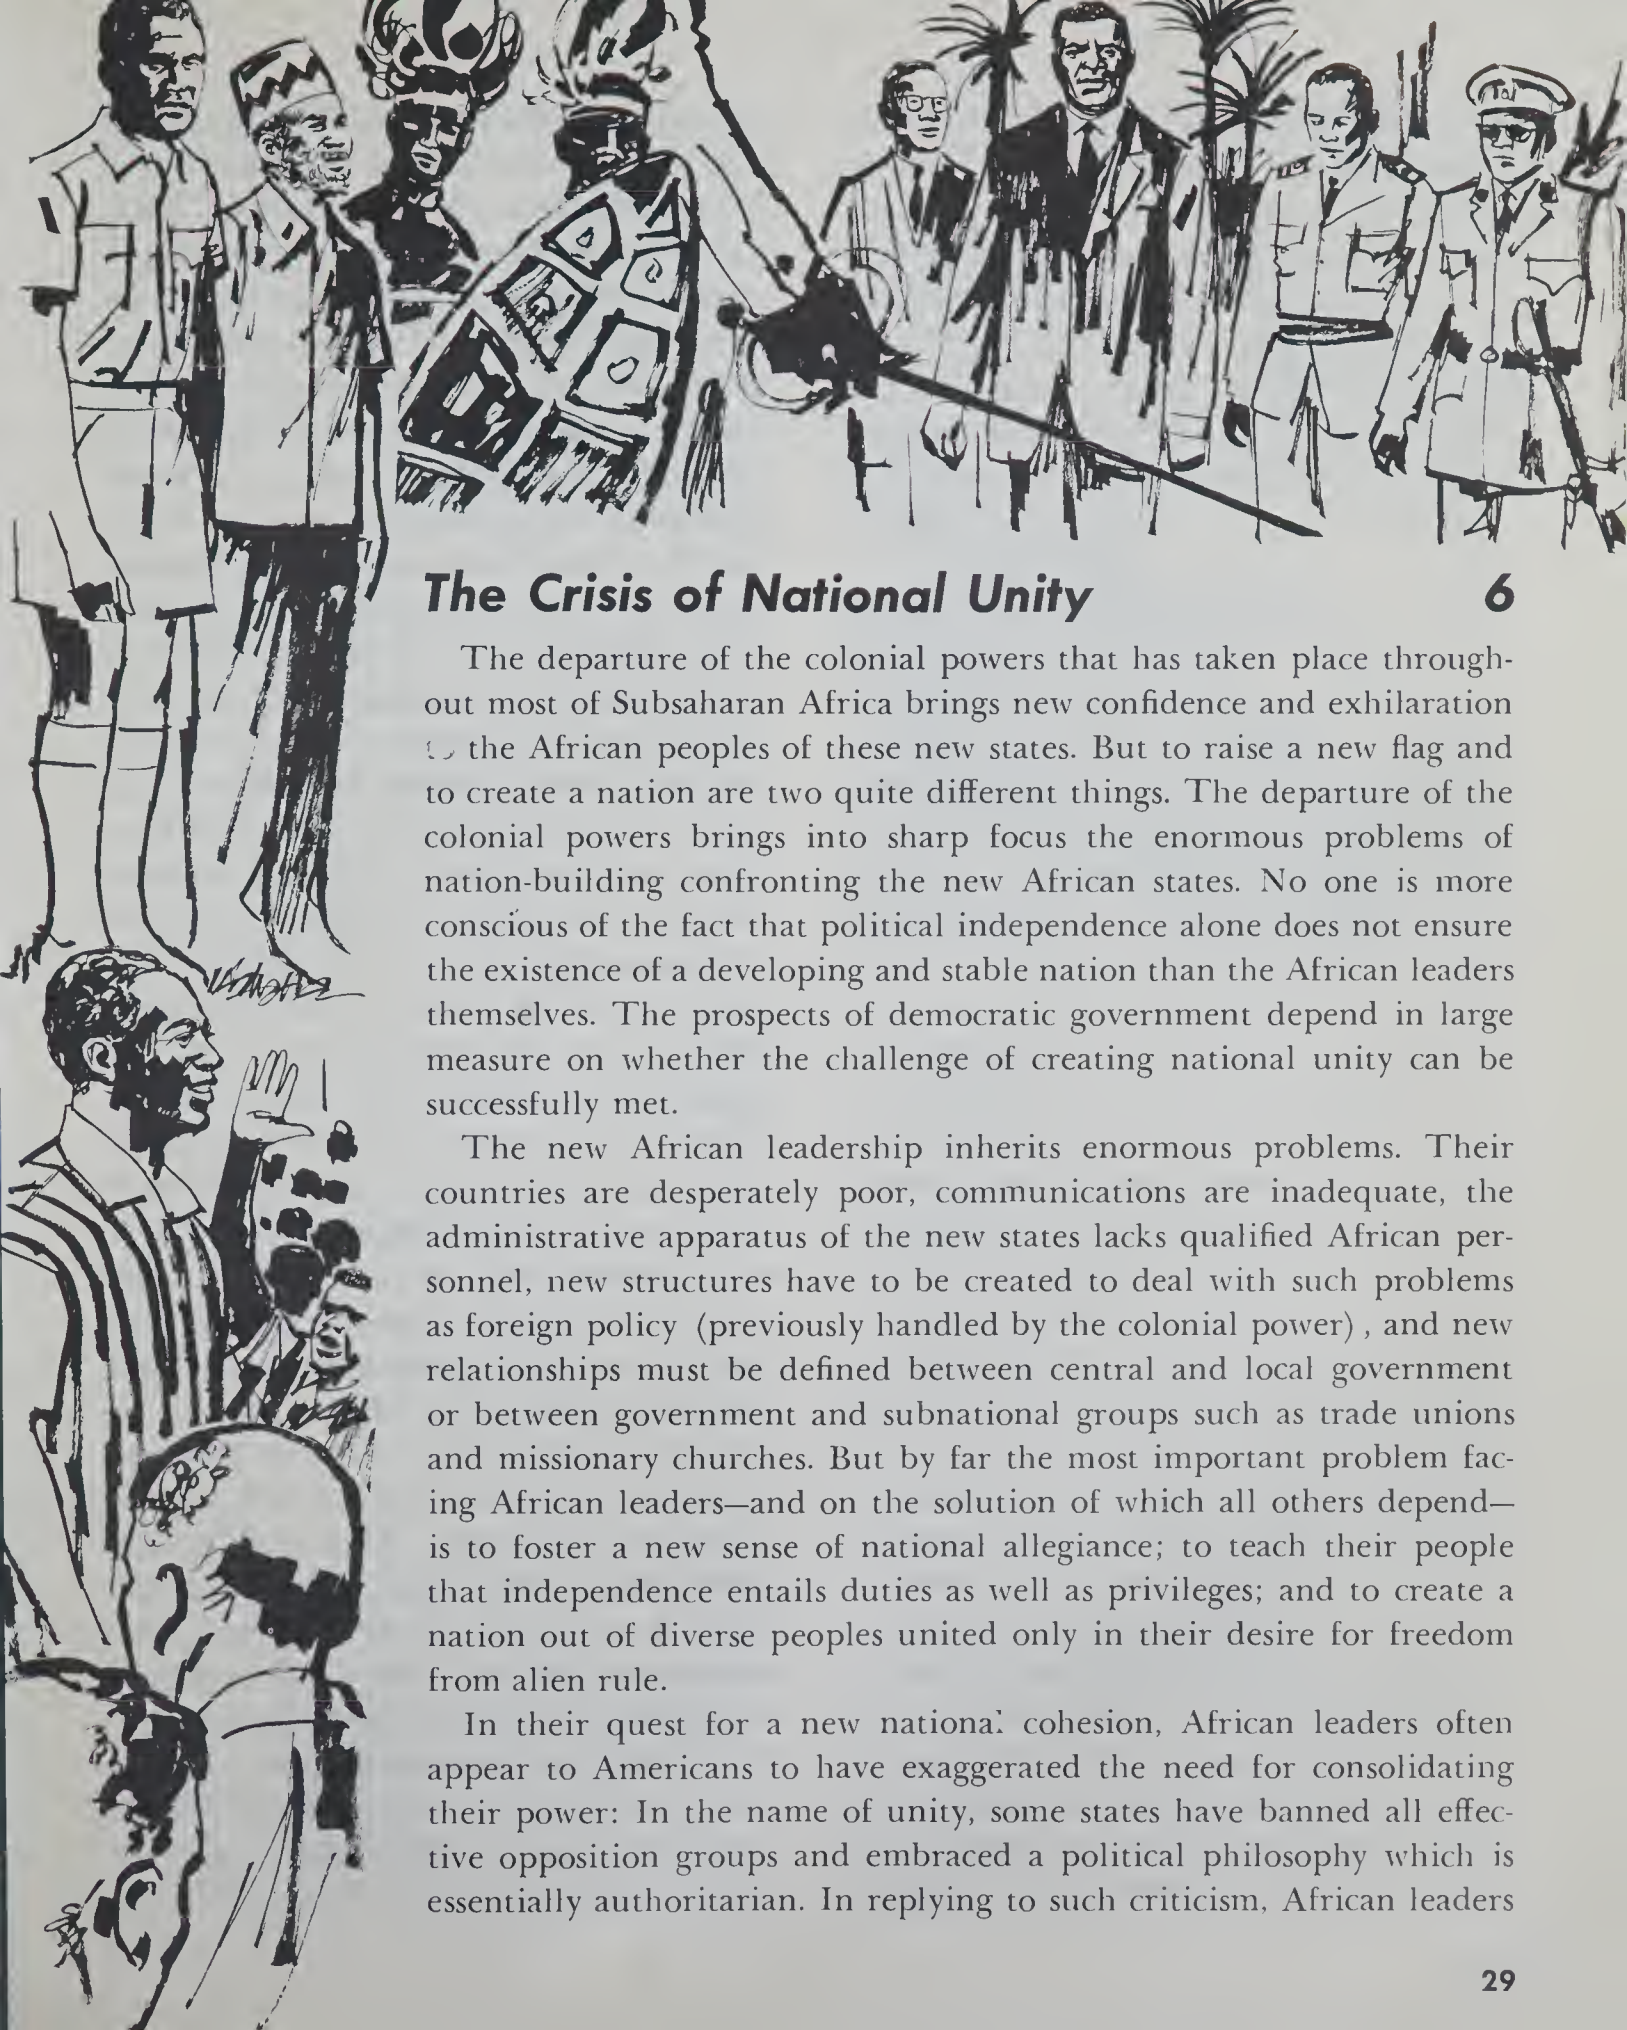 The Crisis of National Unity 6
The departure of the colonial powers that has taken place through-
out most of Subsaharan Africa brings new confidence and exhilaration
the African peoples of these new states. But to raise a new flag and
to create a nation are two quite different things. The departure of the
colonial powers brings into sharp focus the enormous problems of
nation-building confronting the new African states. No one is more
conscious of the fact that political independence alone does not ensure
the existence of a developing and stable nation than the African leaders
themselves. The prospects of democratic government depend in large
measure on whether the challenge of creating national unity can be
successfully met.
The new African leadership inherits enormous problems. Their
countries are desperately poor, communications are inadequate, the
administrative apparatus of the new states lacks qualified African per-
sonnel, new structures have to be created to deal with such problems
as foreign policy (previously handled by the colonial power), and new
relationships must be defined between central and local government
or between government and subnational groups such as trade unions
and missionary churches. But by far the most important problem fac-
ing African leaders—and on the solution of which all others depend—
is to foster a new sense of national allegiance; to teach their people
that independence entails duties as well as privileges; and to create a
nation out of diverse peoples united only in their desire for freedom
from alien rule.
In their quest for a new national cohesion, African leaders often
appear to Americans to have exaggerated the need for consolidating
their power: In the name of unity, some states have banned all effec-
tive opposition groups and embraced a political philosophy which is
essentially authoritarian. In replying to such criticism, African leaders
29